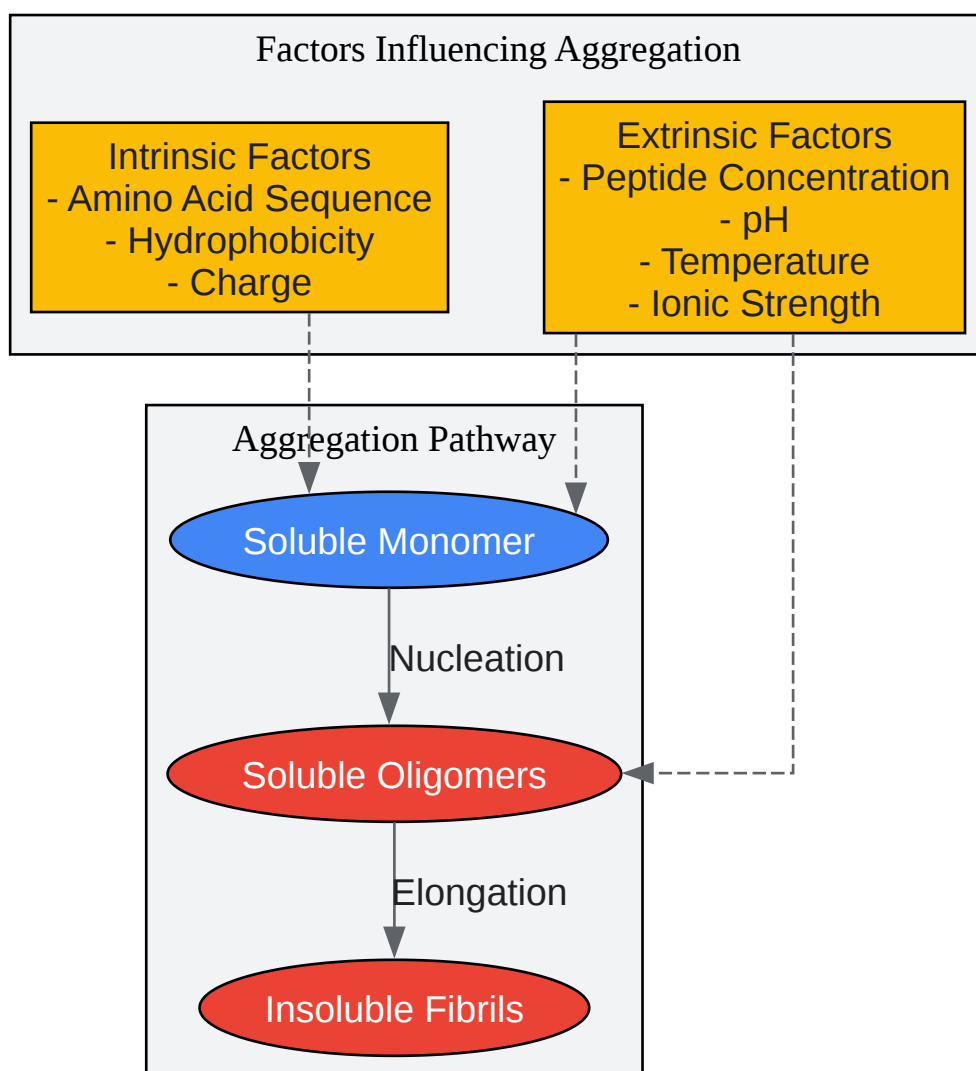 Factors Influencing Aggregation
Intrinsic Factors
- Amino Acid Sequence
- Hydrophobicity
- Charge
Extrinsic Factors
- Peptide Concentration
- pH
- Temperature
- Ionic Strength
Aggregation Pathway
Soluble Monomer
Nucleation
Soluble Oligomers
Elongation
Insoluble Fibrils